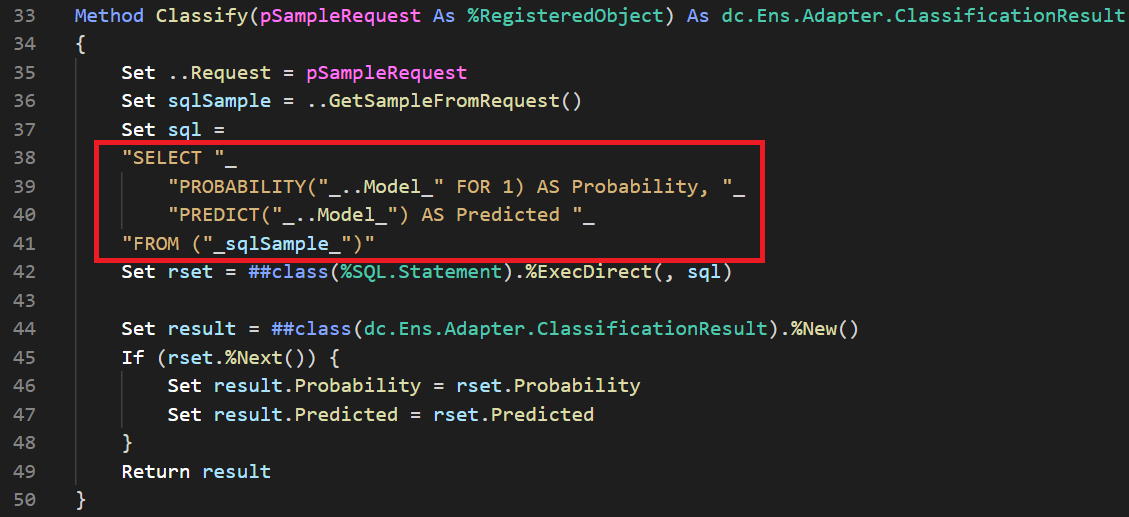 33 Method Classify(pSampleRequest As %RegisteredObject) As dc.Ens.Adapter.ClassificationResult
34 {
35 Set ..Request = pSampleRequest
36 Set sqlSample = ..GetSampleFromRequest()
37 Set sql =
38 "SELECT "_
39 "PROBABILITY("_..Model_" FOR 1) AS Probability, "_
40 "PREDICT("_..Model_") AS Predicted "_
41 "FROM ("_sqlSample_")"
42 Set rset = ##class(%SQL.Statement).%ExecDirect(, sql)
43
44 Set result = ##class(dc.Ens.Adapter.ClassificationResult).%New()
45 If (rset.%Next()) {
46 Set result.Probability = rset.Probability
47 Set result.Predicted = rset.Predicted
48 }
49 Return result
50 }